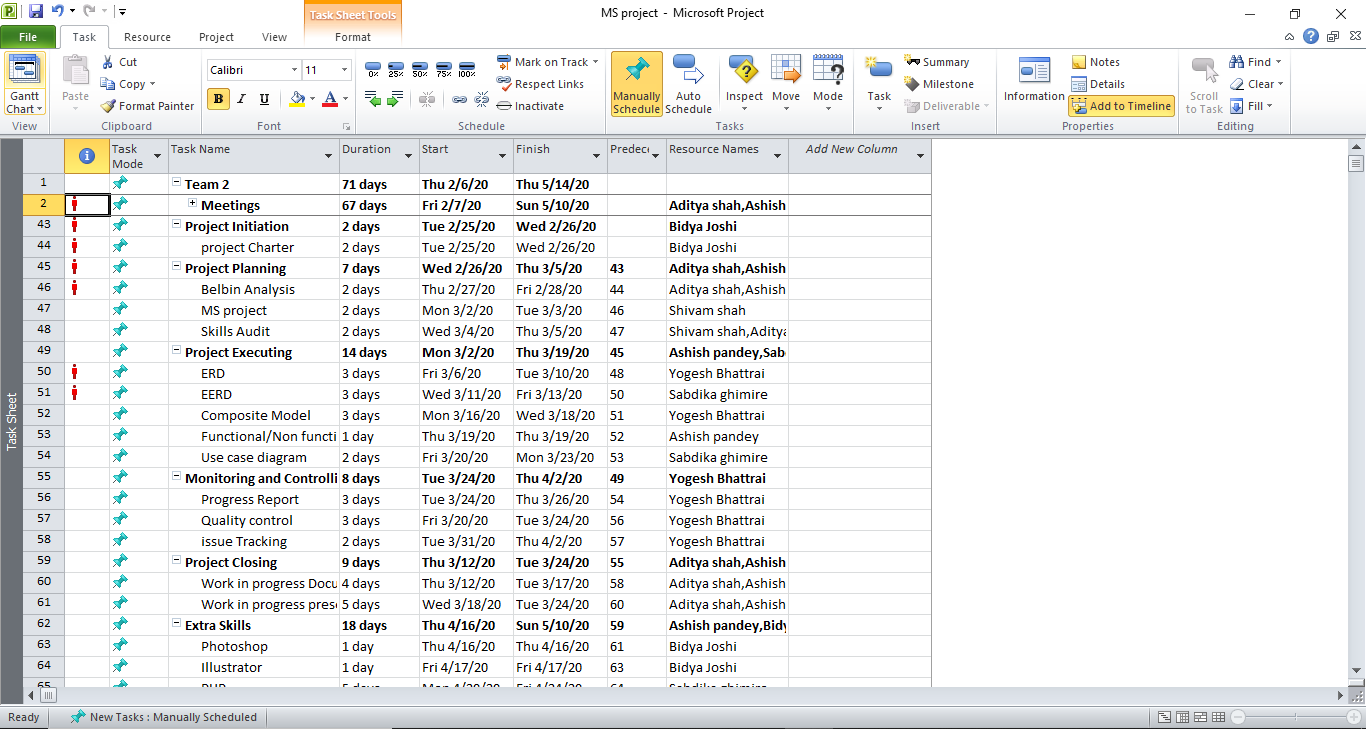 Task Sheet Tools
MS project - Microsoft Project
File Task Resource Project View Format
Gantt Chart
View
Paste
Cut
Copy
Format Painter
Clipboard
Calibri 11
B I U A
Font
0% 25% 50% 75% 100%
Mark on Track
Respect Links
Inactivate
Schedule
Manually Schedule
Auto Schedule
Inspect Move Mode
Tasks
Task
Summary
Milestone
Deliverable
Insert
Information
Notes
Details
Add to Timeline
Properties
Scroll to Task
Find
Clear
Fill
Editing
Task Mode Task Name Duration Start Finish Predece Resource Names Add New Column
1 Team 2 71 days Thu 2/6/20 Thu 5/14/20
2 Meetings 67 days Fri 2/7/20 Sun 5/10/20 Aditya shah,Ashish
43 Project Initiation 2 days Tue 2/25/20 Wed 2/26/20 Bidya Joshi
44 project Charter 2 days Tue 2/25/20 Wed 2/26/20 Bidya Joshi
45 Project Planning 7 days Wed 2/26/20 Thu 3/5/20 43 Aditya shah,Ashish
46 Belbin Analysis 2 days Thu 2/27/20 Fri 2/28/20 44 Aditya shah,Ashish
47 MS project 2 days Mon 3/2/20 Tue 3/3/20 46 Shivam shah
48 Skills Audit 2 days Wed 3/4/20 Thu 3/5/20 47 Shivam shah,Aditya
49 Project Executing 14 days Mon 3/2/20 Thu 3/19/20 45 Ashish pandey,Sab
50 ERD 3 days Fri 3/6/20 Tue 3/10/20 48 Yogesh Bhattrai
51 EERD 3 days Wed 3/11/20 Fri 3/13/20 50 Sabdika ghimire
52 Composite Model 3 days Mon 3/16/20 Wed 3/18/20 51 Yogesh Bhattrai
53 Functional/Non functi 1 day Thu 3/19/20 Thu 3/19/20 52 Ashish pandey
54 Use case diagram 2 days Fri 3/20/20 Mon 3/23/20 53 Sabdika ghimire
55 Monitoring and Controlli 8 days Tue 3/24/20 Thu 4/2/20 49 Yogesh Bhattrai
56 Progress Report 3 days Tue 3/24/20 Thu 3/26/20 54 Yogesh Bhattrai
57 Quality control 3 days Fri 3/20/20 Tue 3/24/20 56 Yogesh Bhattrai
58 issue Tracking 2 days Tue 3/31/20 Thu 4/2/20 57 Yogesh Bhattrai
59 Project Closing 9 days Thu 3/12/20 Tue 3/24/20 55 Aditya shah,Ashish
60 Work in progress Docu 4 days Thu 3/12/20 Tue 3/17/20 58 Aditya shah,Ashish
61 Work in progress pres 5 days Wed 3/18/20 Tue 3/24/20 60 Aditya shah,Ashish
62 Extra Skills 18 days Thu 4/16/20 Sun 5/10/20 59 Ashish pandey,Bidy
63 Photoshop 1 day Thu 4/16/20 Thu 4/16/20 61 Bidya Joshi
64 Illustrator 1 day Fri 4/17/20 Fri 4/17/20 63 Bidya Joshi
Task Sheet
Ready New Tasks : Manually Scheduled